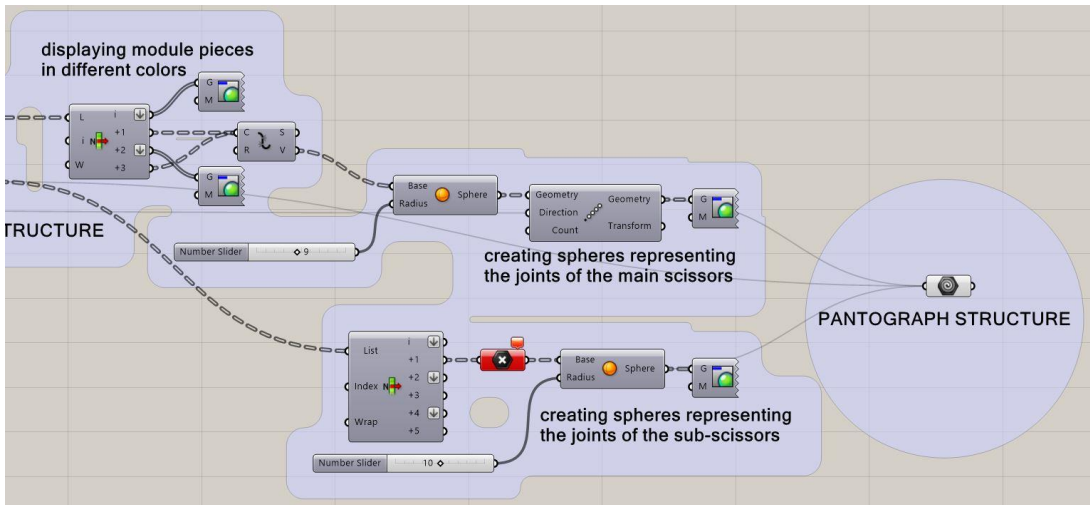 displaying module pieces
in different colors
L
i
W
i
+1
+2
+3
G
M
C
R
S
V
G
M
TRUCTURE
Number Slider
9
Base
Radius
Sphere
Geometry
Direction
Count
Geometry
Transform
G
M
creating spheres representing
the joints of the main scissors
PANTOGRAPH STRUCTURE
List
Index
Wrap
N
i
+1
+2
+3
+4
+5
Base
Radius
Sphere
G
M
creating spheres representing
the joints of the sub-scissors
Number Slider
10